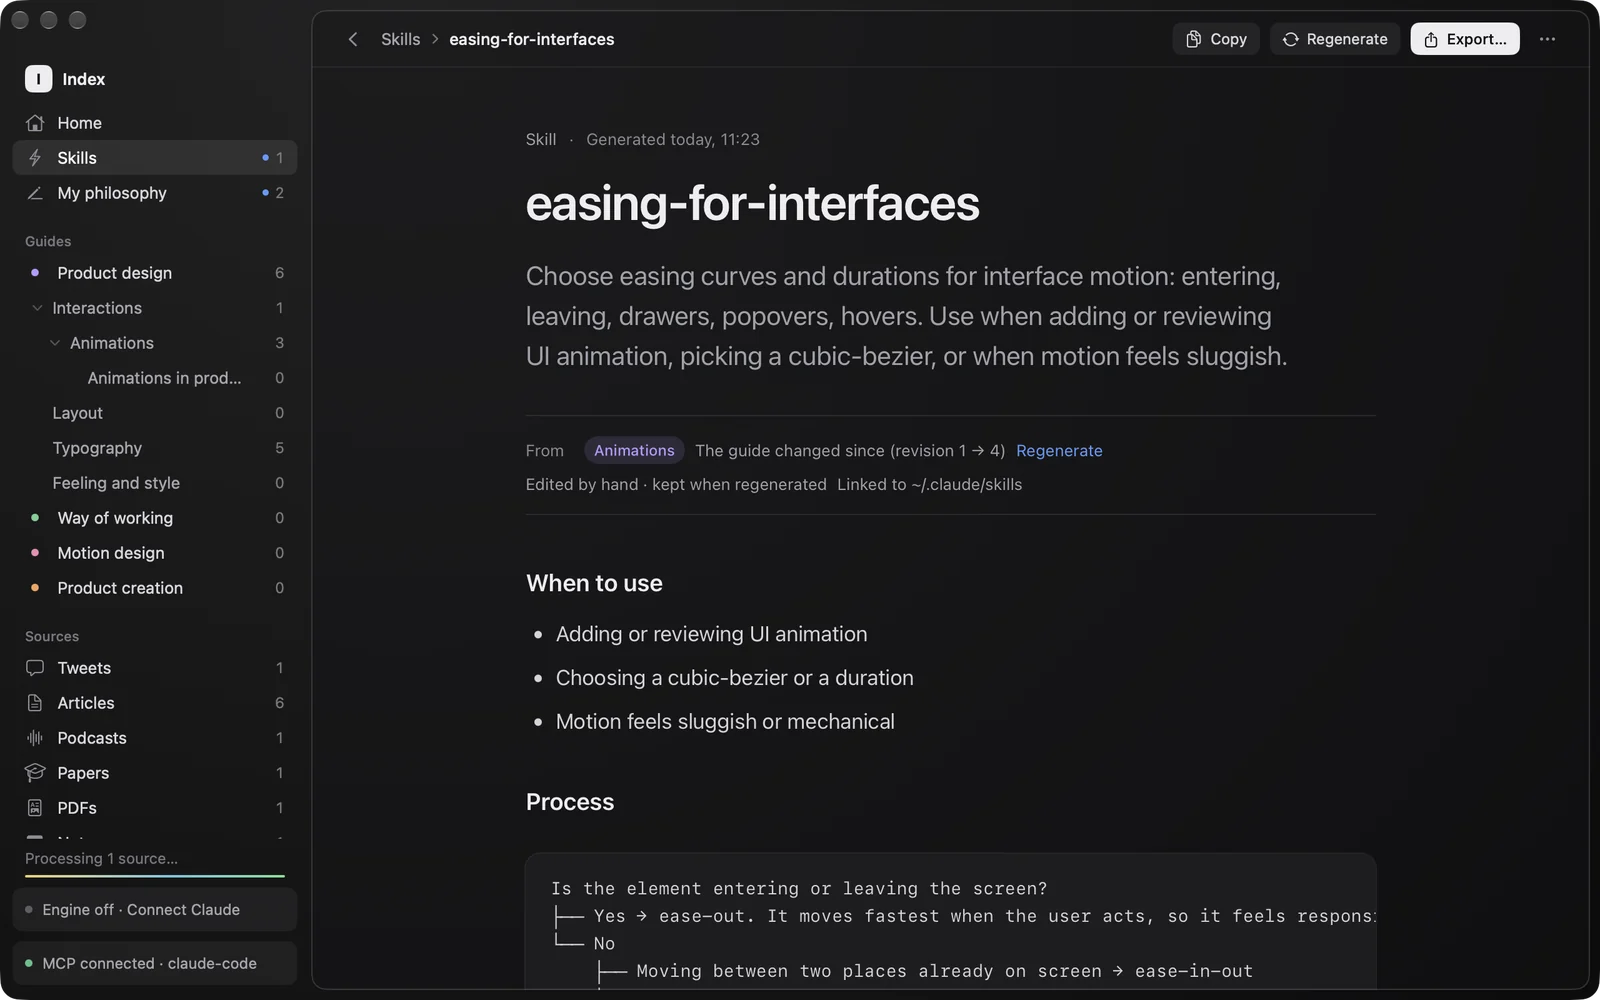 I Index
Home
Skills 1
My philosophy 2
Guides
Product design 6
Interactions 1
Animations 3
Animations in prod... 0
Layout 0
Typography 5
Feeling and style 0
Way of working 0
Motion design 0
Product creation 0
Sources
Tweets 1
Articles 6
Podcasts 1
Papers 1
PDFs 1
Processing 1 source...
Engine off · Connect Claude
MCP connected · claude-code
Skills > easing-for-interfaces
Copy
Regenerate
Export...
Skill · Generated today, 11:23
easing-for-interfaces
Choose easing curves and durations for interface motion: entering,
leaving, drawers, popovers, hovers. Use when adding or reviewing
UI animation, picking a cubic-bezier, or when motion feels sluggish.
From Animations The guide changed since (revision 1 → 4) Regenerate
Edited by hand · kept when regenerated Linked to ~/.claude/skills
When to use
• Adding or reviewing UI animation
• Choosing a cubic-bezier or a duration
• Motion feels sluggish or mechanical
Process
Is the element entering or leaving the screen?
├── Yes → ease-out. It moves fastest when the user acts, so it feels
└── No
├── Moving between two places already on screen → ease-in-out